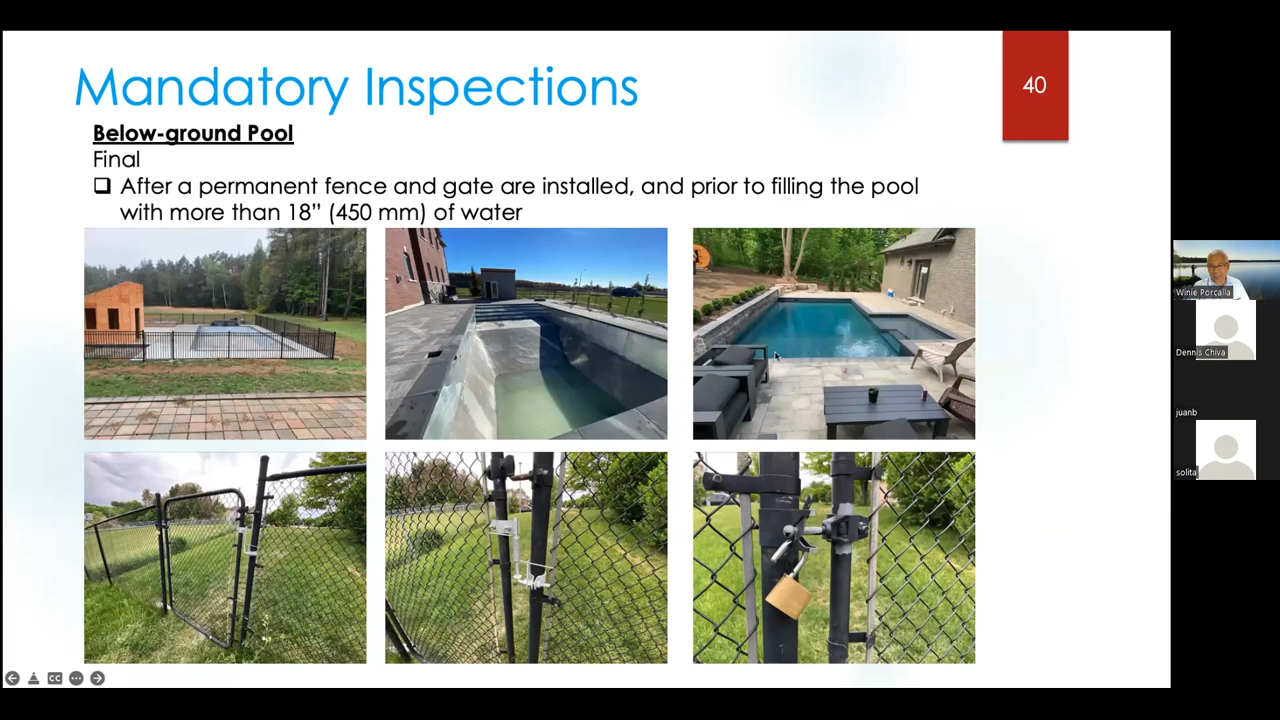 Mandatory Inspections
40
Below-ground Pool
Final
After a permanent fence and gate are installed, and prior to filling the pool
with more than 18” (450 mm) of water
Winie Porcalla
Dennis Chiva
juanb
solita
CC